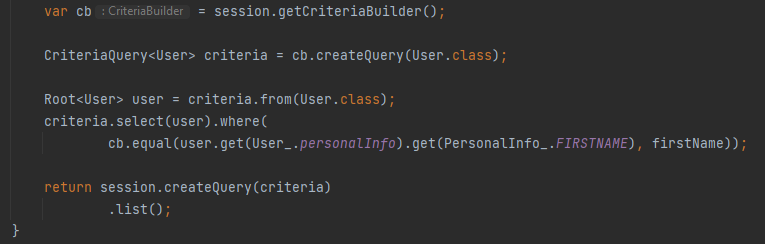 var cb : CriteriaBuilder = session.getCriteriaBuilder();
CriteriaQuery<User> criteria = cb.createQuery(User.class);
Root<User> user = criteria.from(User.class);
criteria.select(user).where(
cb.equal(user.get(User_.personalInfo).get(PersonalInfo_.FIRSTNAME), firstName));
return session.createQuery(criteria)
.list();
}